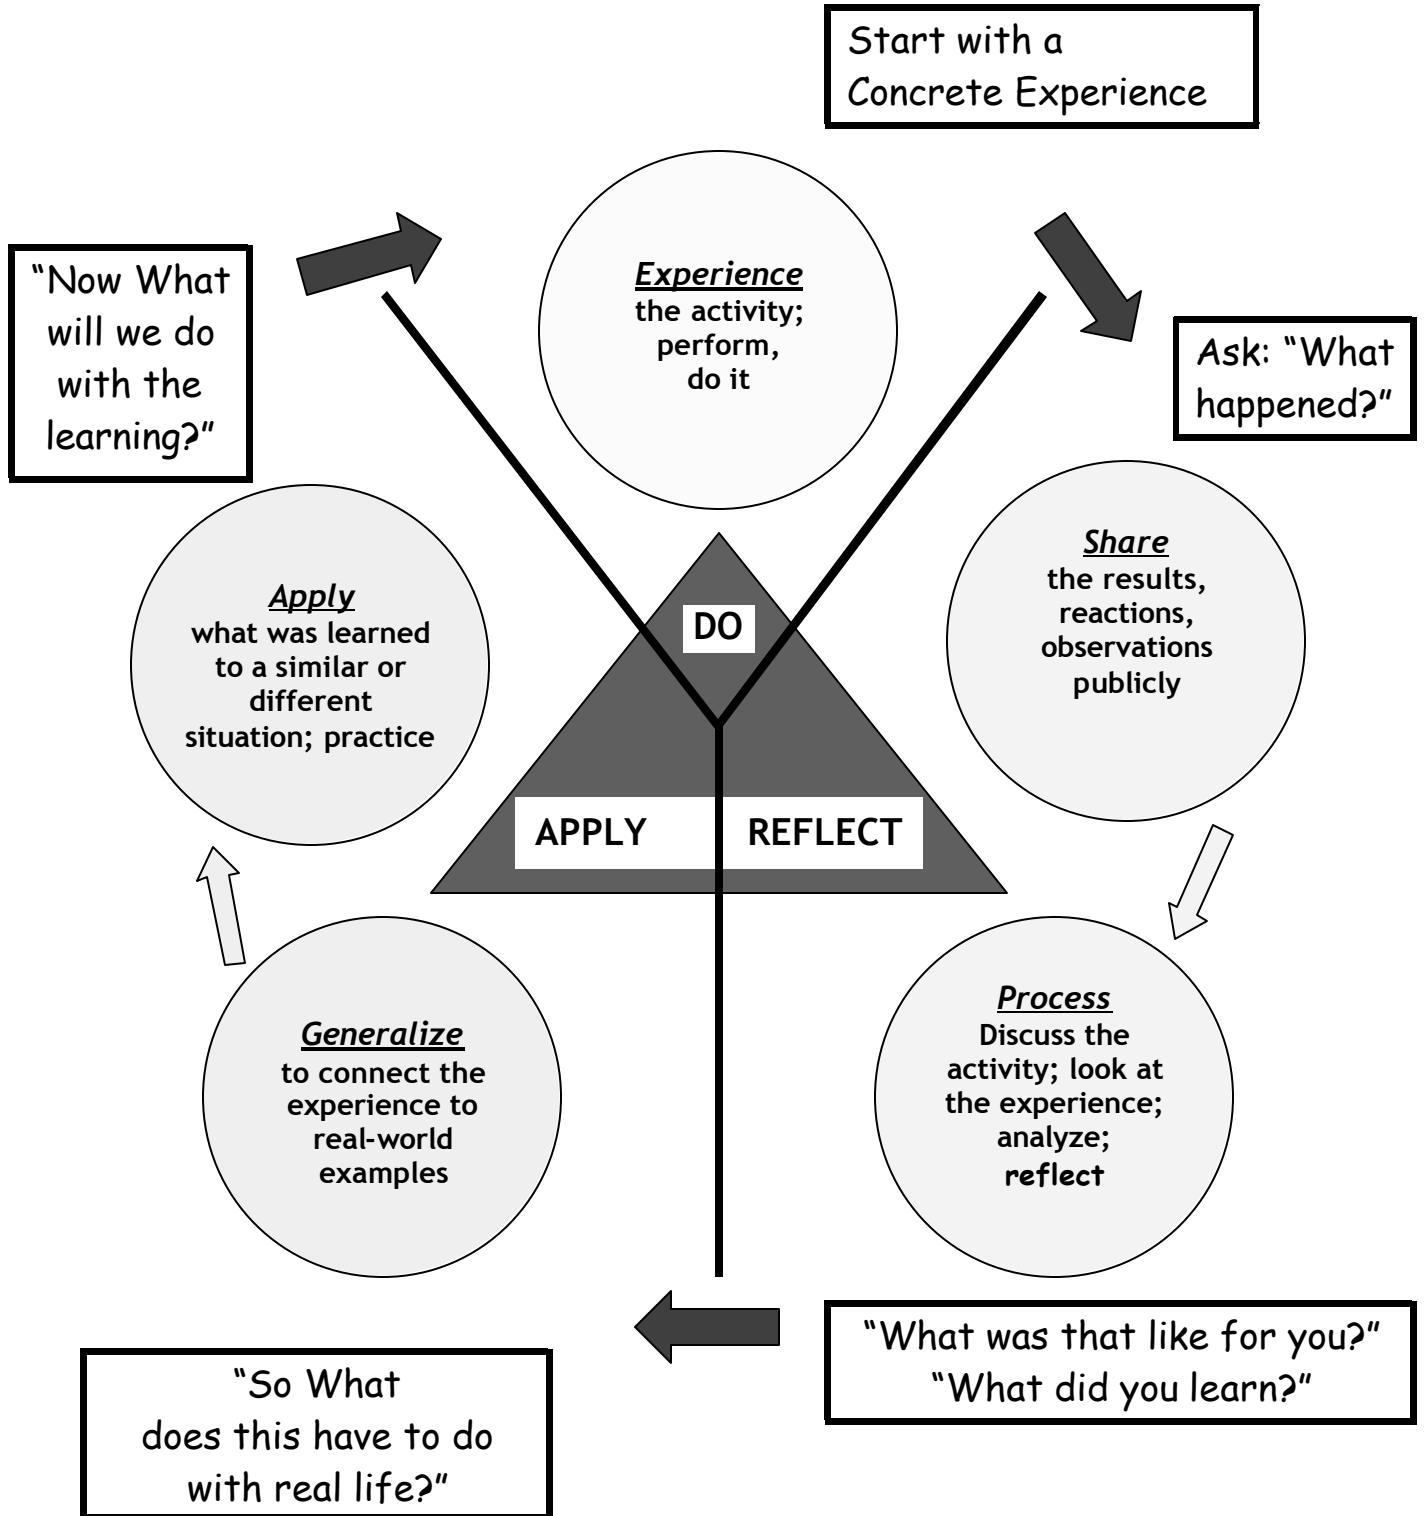 Start with a
Concrete Experience
Experience
the activity;
perform,
do it
Ask: “What
happened?”
Share
the results,
reactions,
observations
publicly
Process
Discuss the
activity; look at
the experience;
analyze;
reflect
“What was that like for you?”
“What did you learn?”
“So What
does this have to do
with real life?”
Generalize
to connect the
experience to
real-world
examples
Apply
what was learned
to a similar or
different
situation; practice
“Now What
will we do
with the
learning?”
DO
APPLY
REFLECT